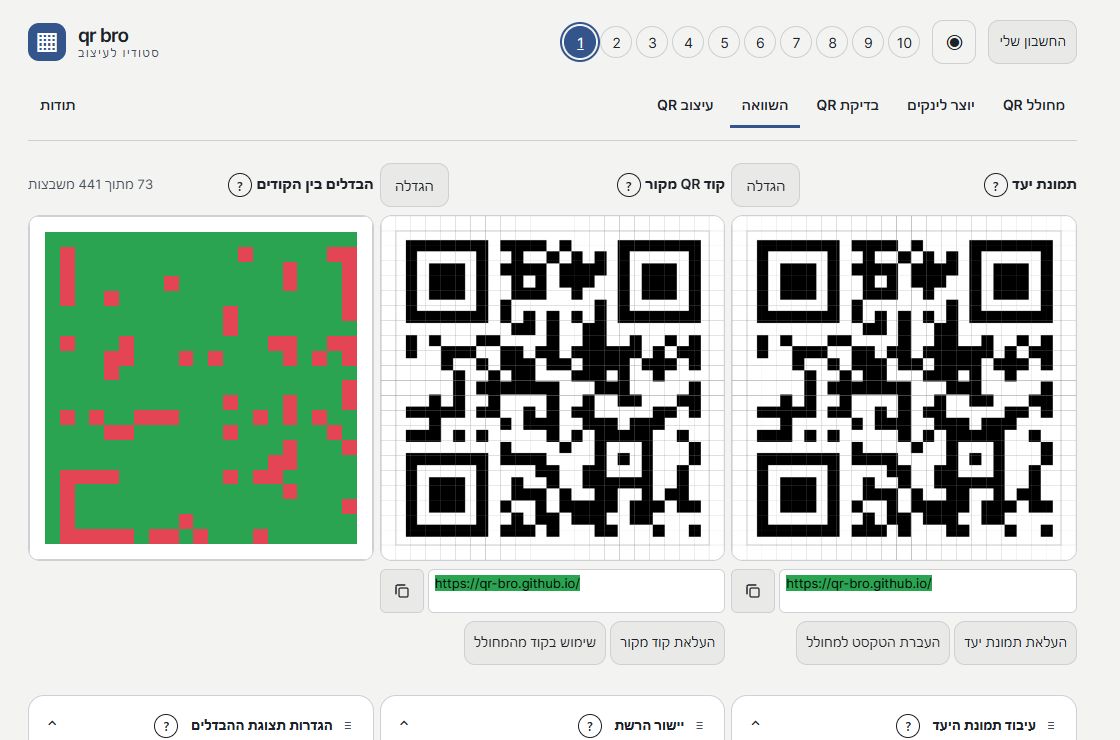 qr bro
סטודיו לעיצוב
1 2 3 4 5 6 7 8 9 10
החשבון שלי
מחולל QR
יוצר לינקים
בדיקת QR
השוואה
עיצוב QR
תודות
תמונת יעד ?
הגדלה
קוד QR מקור ?
הגדלה
הבדלים בין הקודים ?
73 מתוך 441 משבצות
https://qr-bro.github.io/
https://qr-bro.github.io/
העלאת תמונת יעד
העברת הטקסט למחולל
העלאת קוד מקור
שימוש בקוד מהמחולל
עיבוד תמונת היעד ?
יישור הרשת ?
הגדרות תצוגת ההבדלים ?